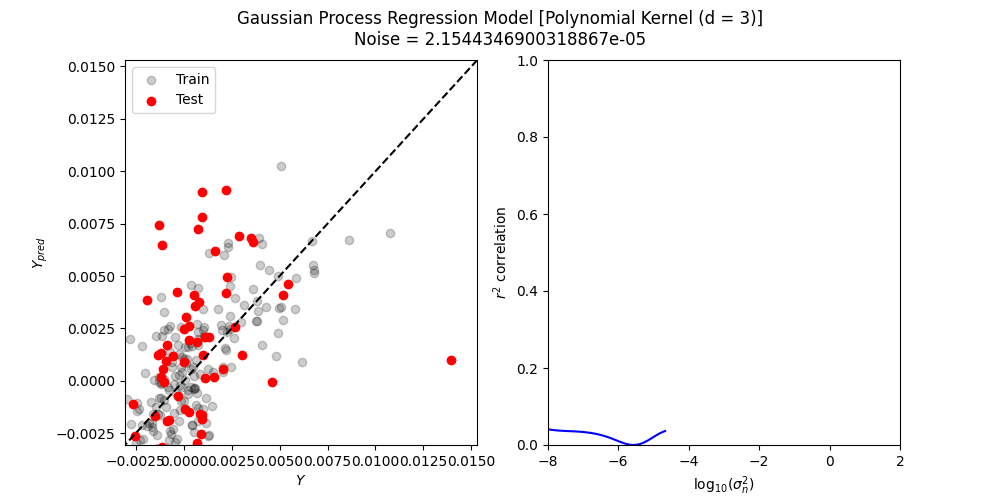 Gaussian Process Regression Model [Polynomial Kernel (d = 3)]
Noise = 2.1544346900318867e-05
0.0150
0.0125
0.0100
0.0075
0.0050
0.0025
0.0000
−0.0025
Y_pred
Train
Test
−0.0025 0.0000 0.0025 0.0050 0.0075 0.0100 0.0125 0.0150
Y
1.0
0.8
0.6
0.4
0.2
0.0
r² correlation
−8 −6 −4 −2 0 2
log₁₀(σₙ²)